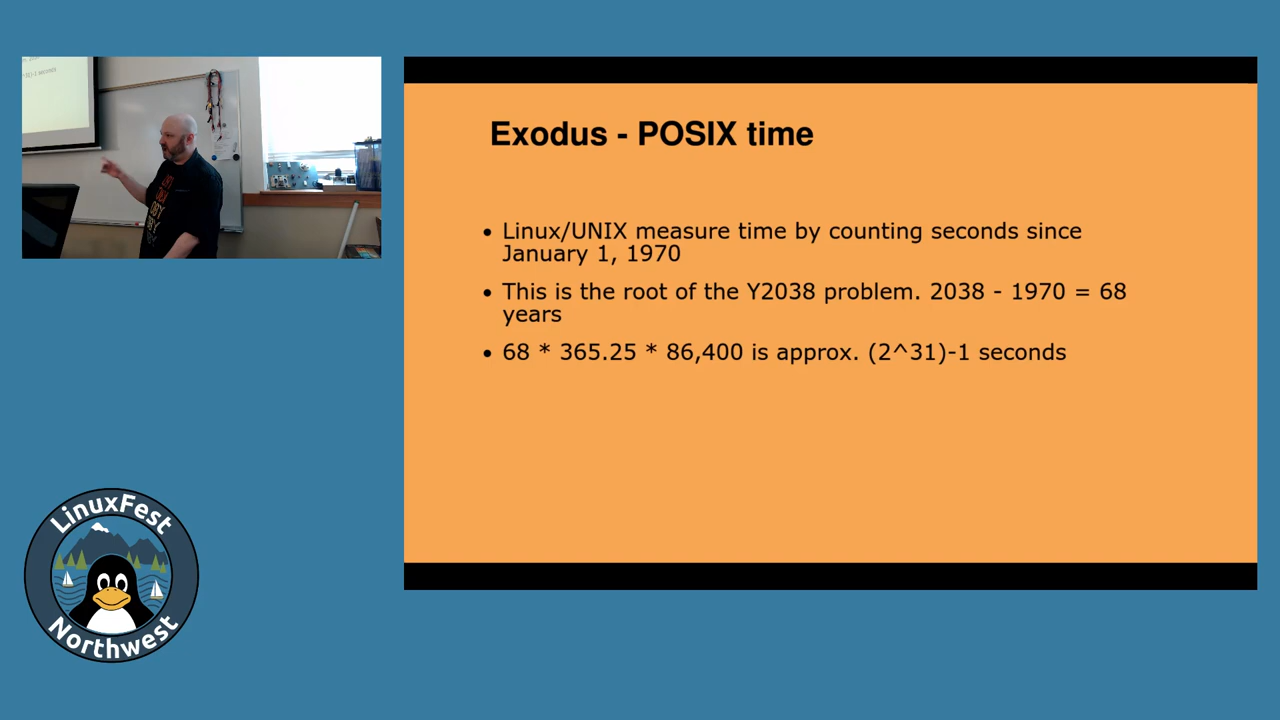 Exodus - POSIX time
• Linux/UNIX measure time by counting seconds since
January 1, 1970
• This is the root of the Y2038 problem. 2038 - 1970 = 68
years
• 68 * 365.25 * 86,400 is approx. (2^31)-1 seconds
LinuxFest
Northwest